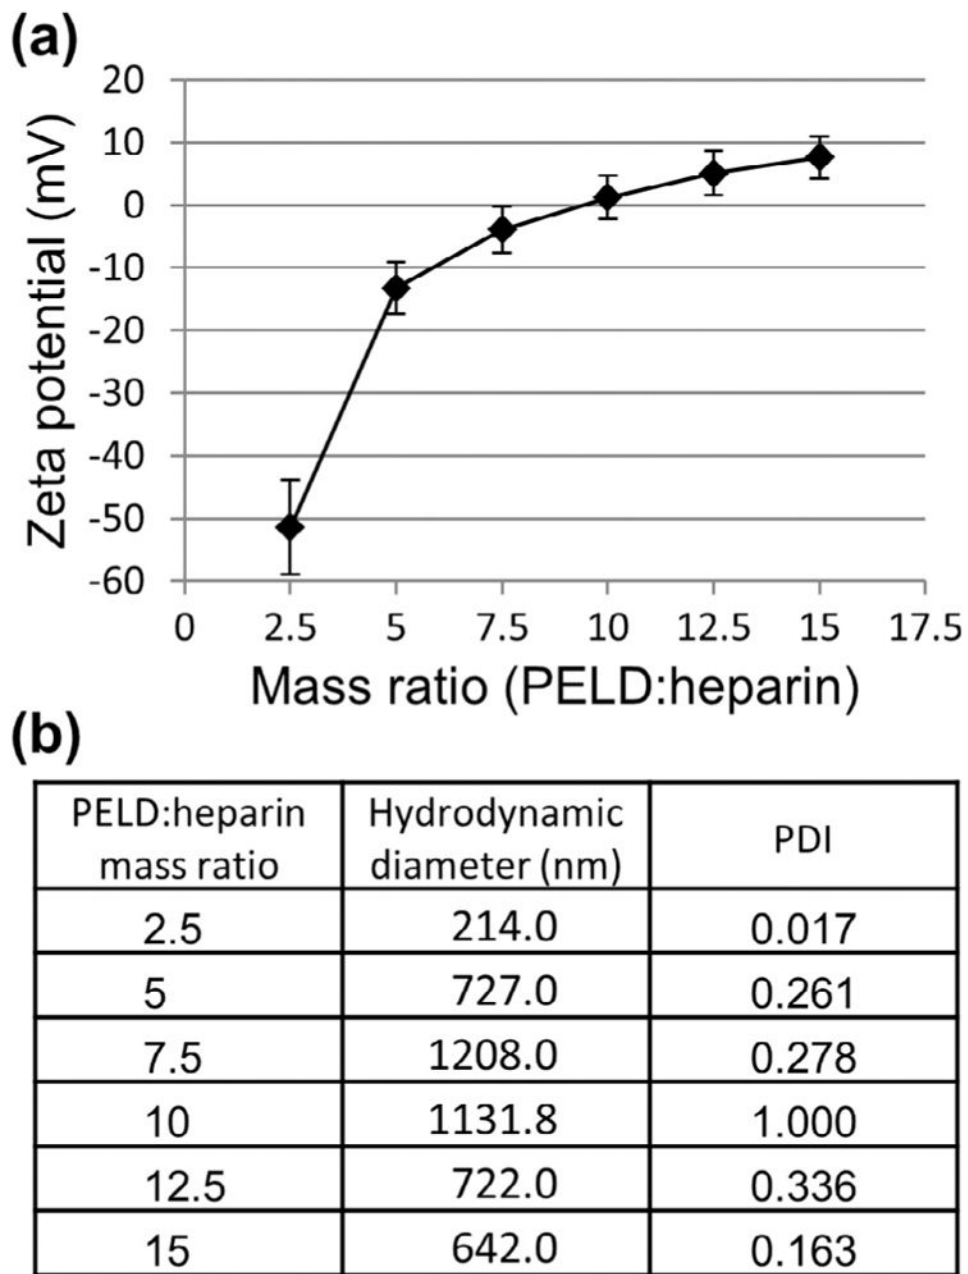 (a)
20
10
0
-10
-20
-30
-40
-50
-60
Zeta potential (mV)
0 2.5 5 7.5 10 12.5 15 17.5
Mass ratio (PELD:heparin)
(b)
PELD:heparin mass ratio Hydrodynamic diameter (nm) PDI
2.5 214.0 0.017
5 727.0 0.261
7.5 1208.0 0.278
10 1131.8 1.000
12.5 722.0 0.336
15 642.0 0.163